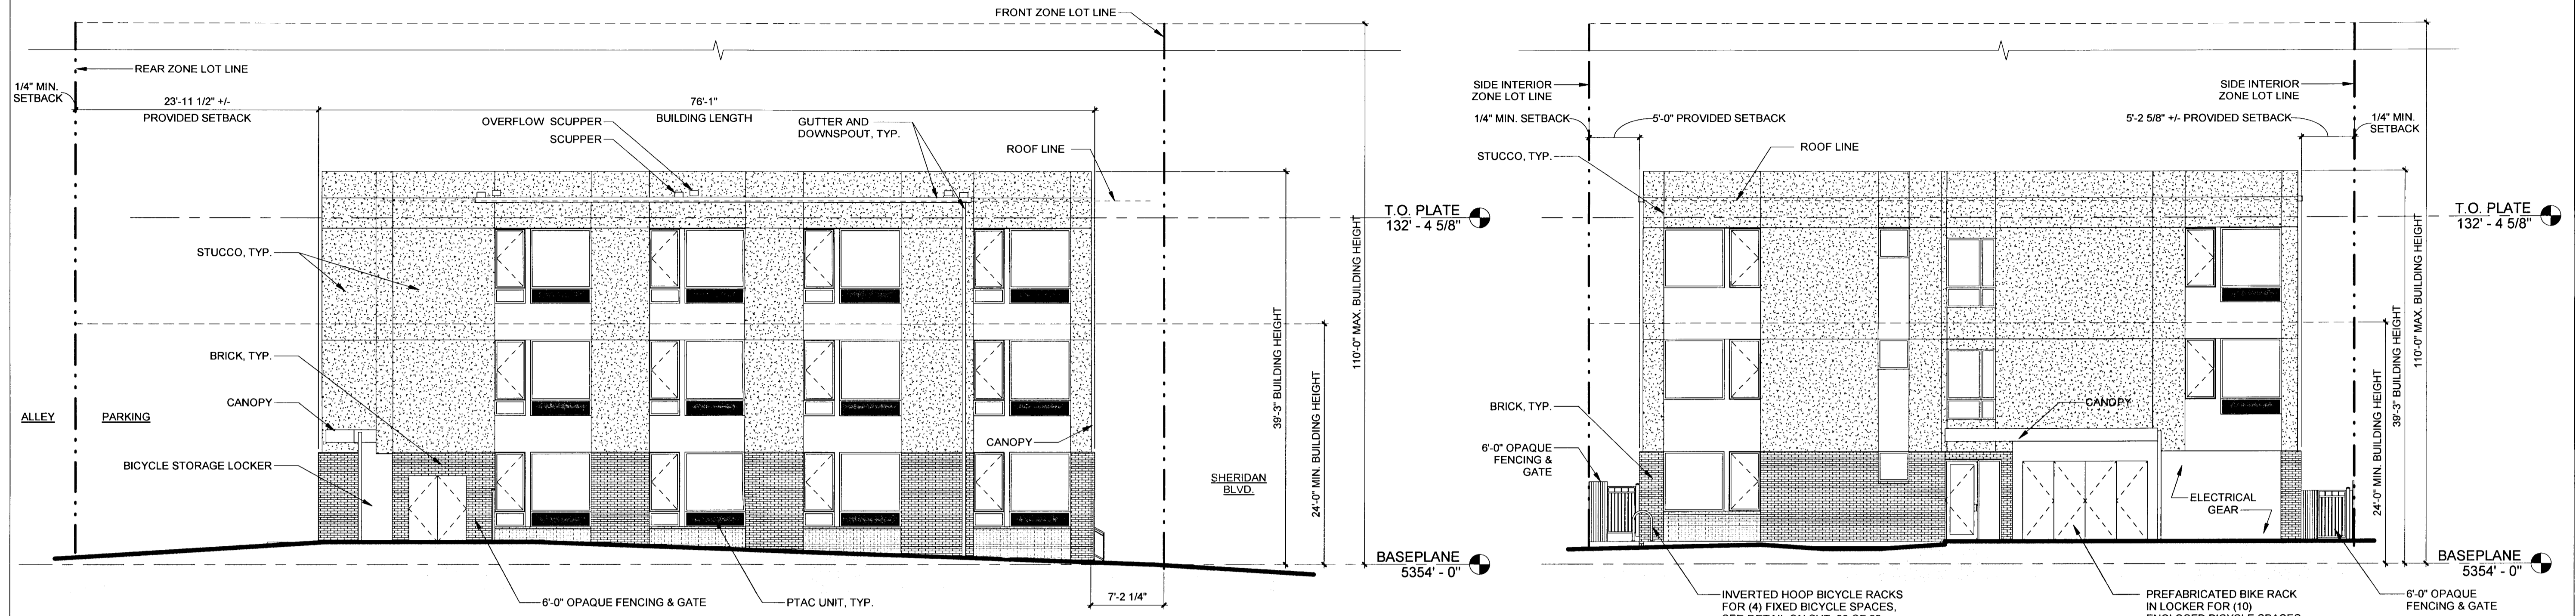 FRONT ZONE LOT LINE
REAR ZONE LOT LINE
1/4" MIN.
SETBACK
23'-11 1/2" +/-
PROVIDED SETBACK
76'-1"
BUILDING LENGTH
OVERFLOW SCUPPER
SCUPPER
GUTTER AND
DOWNSPOUT, TYP.
ROOF LINE
STUCCO, TYP.
BRICK, TYP.
CANOPY
ALLEY
PARKING
BICYCLE STORAGE LOCKER
CANOPY
SHERIDAN
BLVD.
6'-0" OPAQUE FENCING & GATE
PTAC UNIT, TYP.
7'-2 1/4"
39'-3" BUILDING HEIGHT
24'-0" MIN. BUILDING HEIGHT
110'-0" MAX. BUILDING HEIGHT
T.O. PLATE
132' - 4 5/8"
BASEPLANE
5354' - 0"
SIDE INTERIOR
ZONE LOT LINE
1/4" MIN. SETBACK
5'-0" PROVIDED SETBACK
STUCCO, TYP.
ROOF LINE
SIDE INTERIOR
ZONE LOT LINE
5'-2 5/8" +/- PROVIDED SETBACK
1/4" MIN.
SETBACK
BRICK, TYP.
6'-0" OPAQUE
FENCING &
GATE
CANOPY
ELECTRICAL
GEAR
INVERTED HOOP BICYCLE RACKS
FOR (4) FIXED BICYCLE SPACES,
PREFABRICATED BIKE RACK
IN LOCKER FOR (10)
6'-0" OPAQUE
FENCING & GATE
24'-0" MIN. BUILDING HEIGHT
39'-3" BUILDING HEIGHT
110'-0" MAX. BUILDING HEIGHT
T.O. PLATE
132' - 4 5/8"
BASEPLANE
5354' - 0"